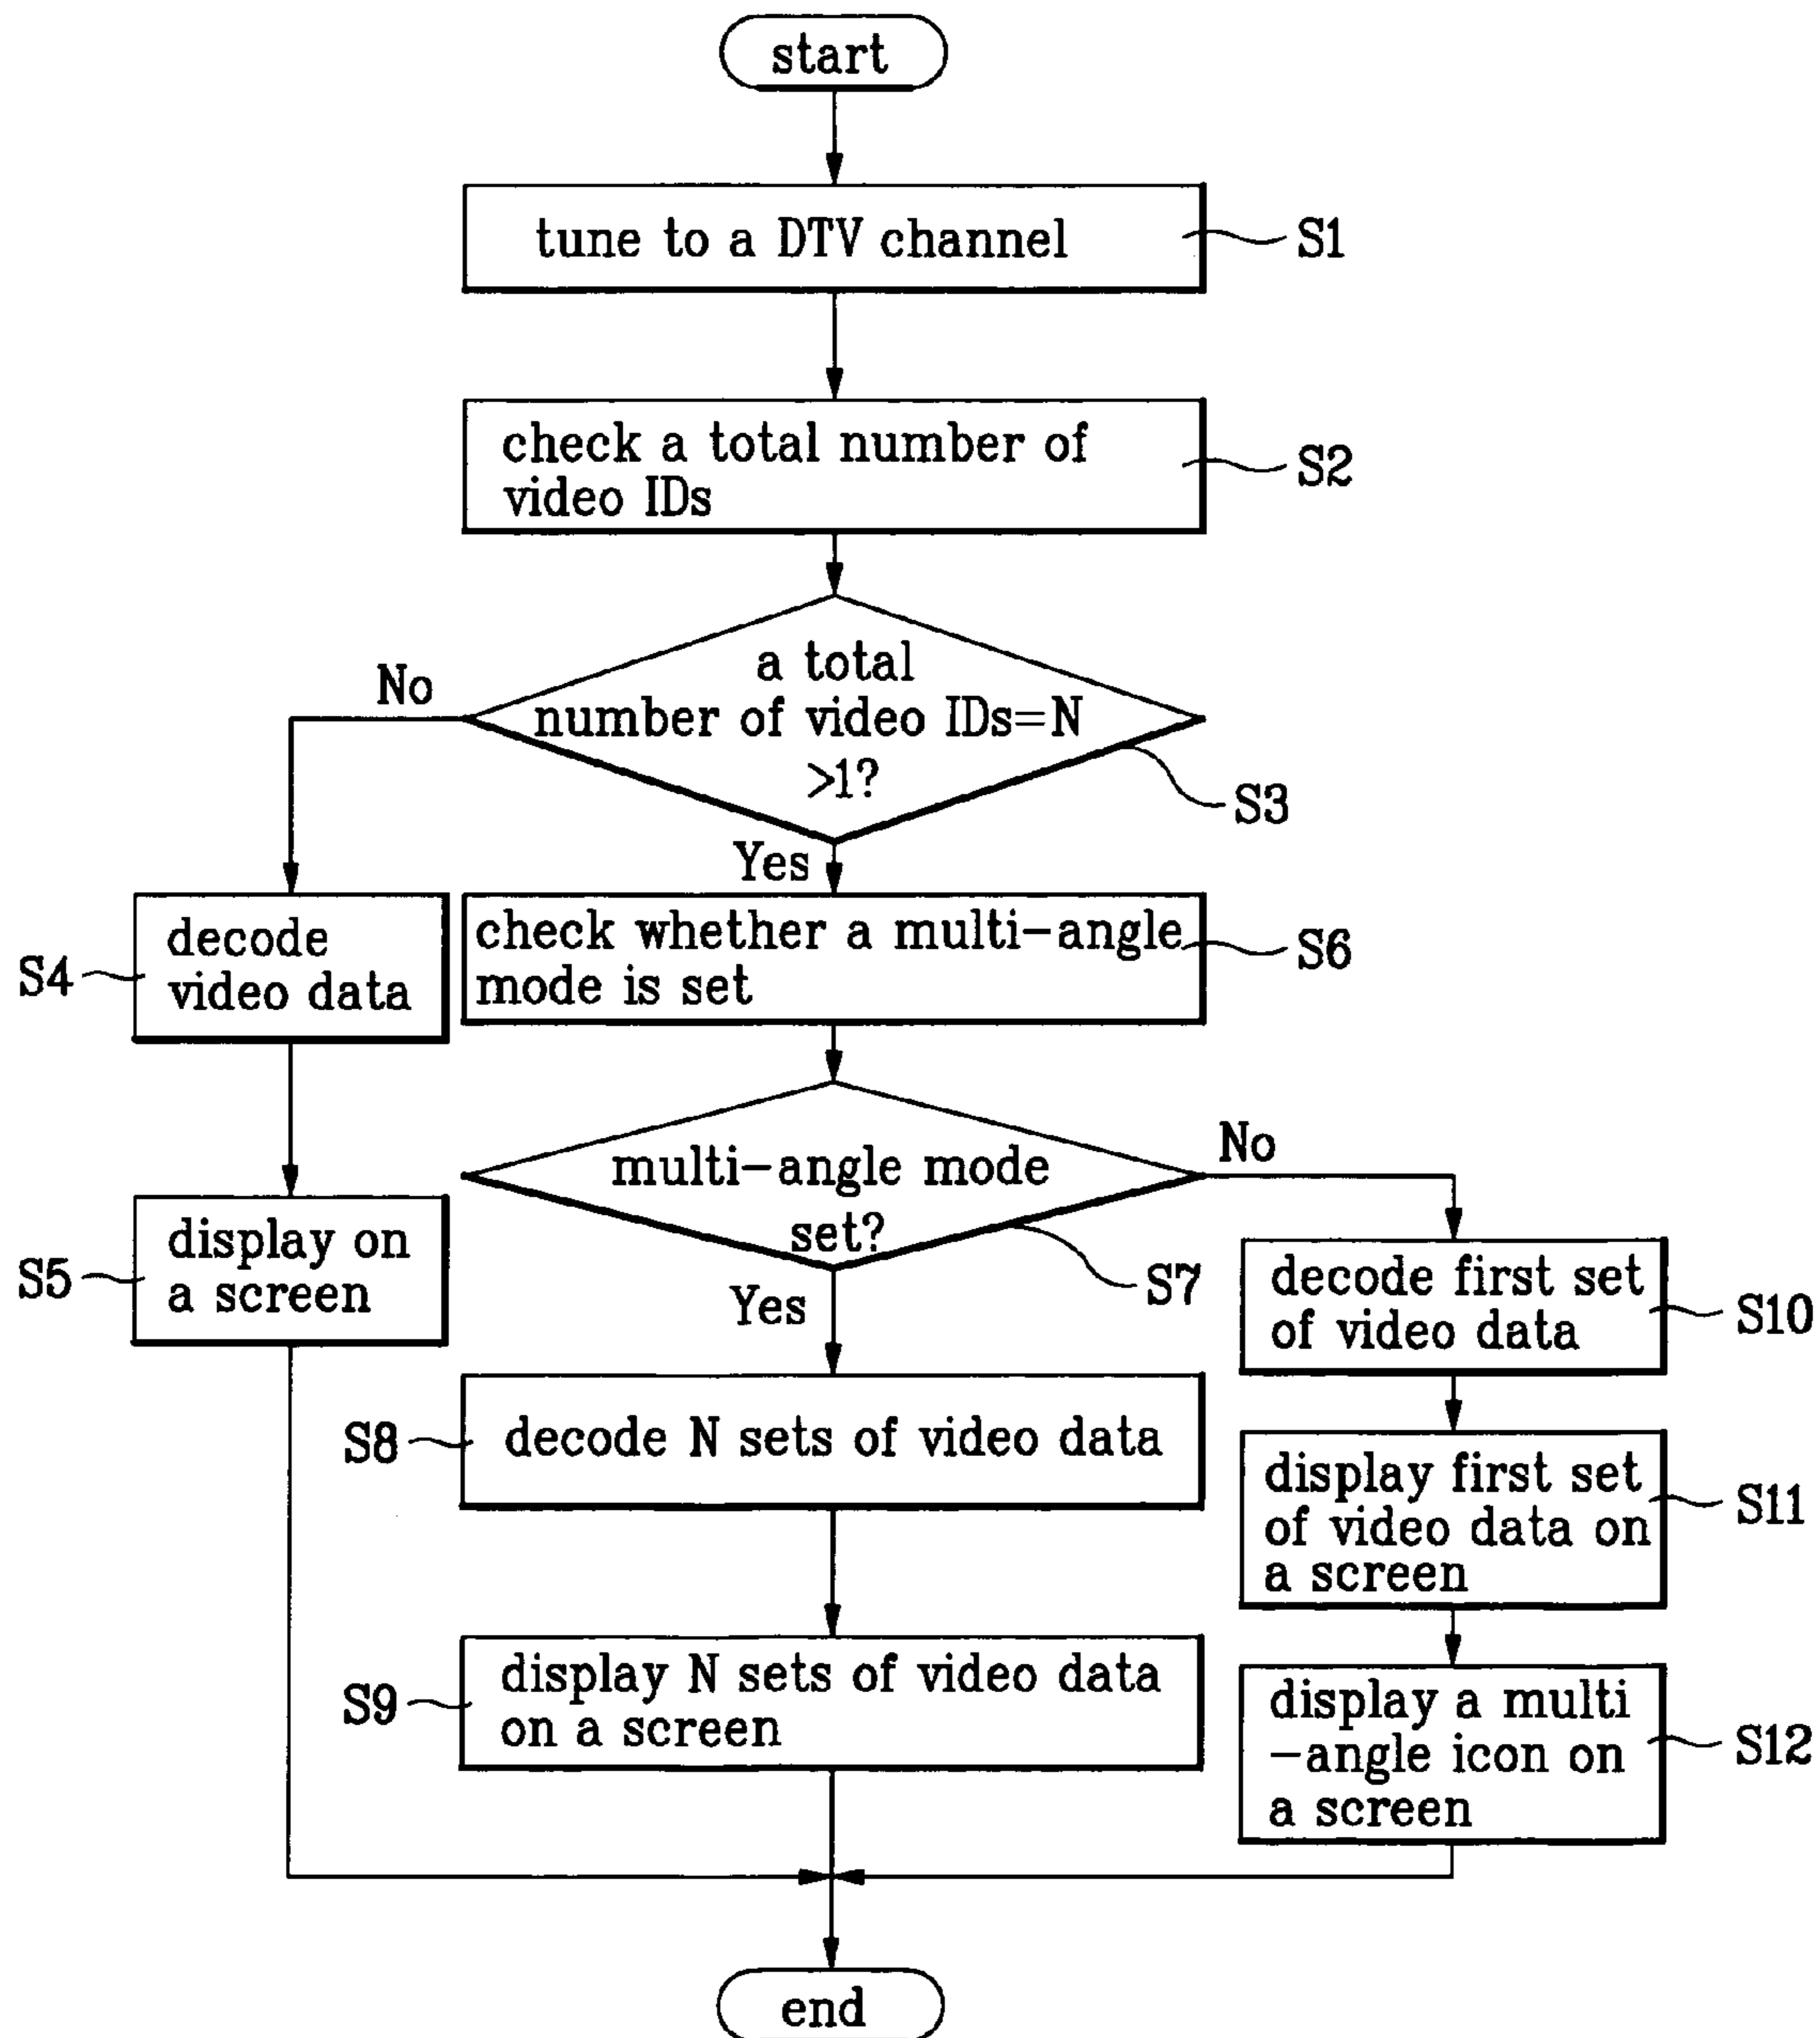 start
tune to a DTV channel
S1
check a total number of
video IDs
S2
a total
number of video IDs=N
>1?
No
S3
Yes
decode
video data
S4
check whether a multi-angle
mode is set
S6
display on
a screen
S5
multi-angle mode
set?
No
S7
Yes
decode first set
of video data
S10
S8
decode N sets of video data
display first set
of video data on
a screen
S11
S9
display N sets of video data
on a screen
display a multi
-angle icon on
a screen
S12
end